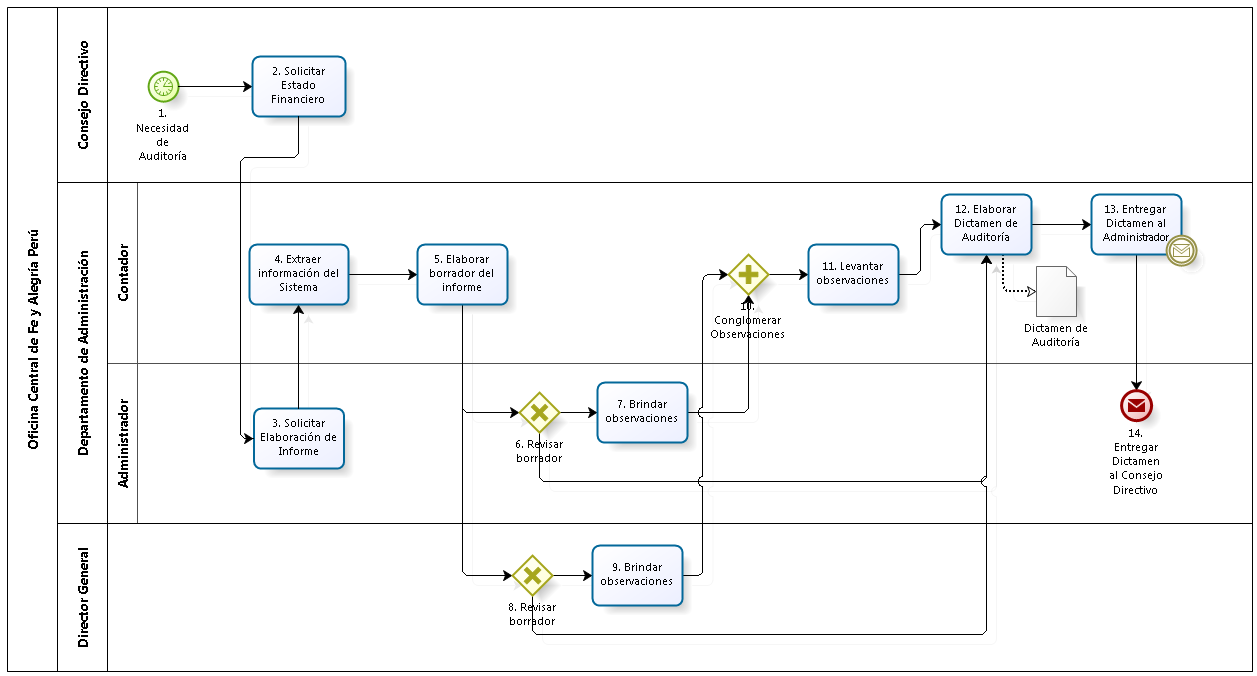 Oficina Central de Fe y Alegría Perú
Consejo Directivo
1.
Necesidad
de
Auditoría
2. Solicitar
Estado
Financiero
Departamento de Administración
Contador
4. Extraer
información del
Sistema
5. Elaborar
borrador del
informe
10.
Conglomerar
Observaciones
11. Levantar
observaciones
12. Elaborar
Dictamen de
Auditoría
13. Entregar
Dictamen al
Administrador
Dictamen de
Auditoría
Administrador
3. Solicitar
Elaboración de
Informe
6. Revisar
borrador
7. Brindar
observaciones
14.
Entregar
Dictamen
al Consejo
Directivo
Director General
8. Revisar
borrador
9. Brindar
observaciones